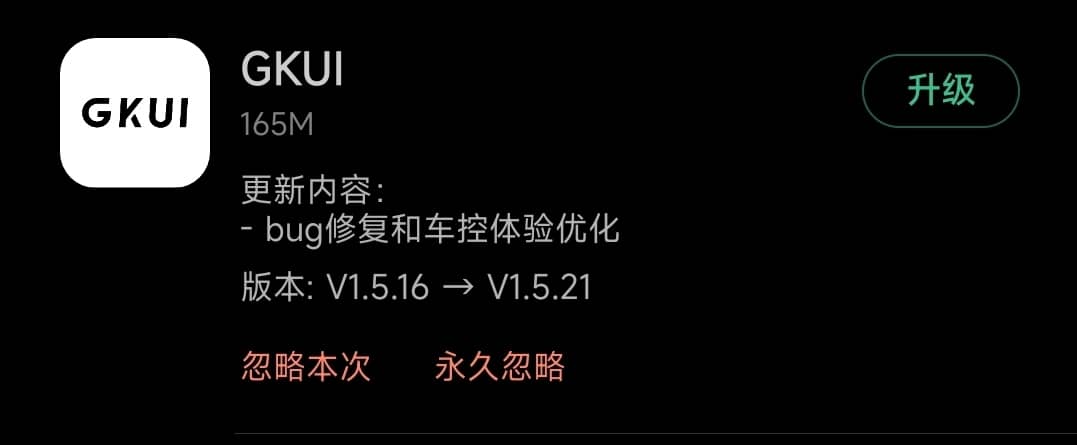 GKUI
GKUI
升级
165M
更新内容：
- bug修复和车控体验优化
版本: V1.5.16 → V1.5.21
忽略本次 永久忽略